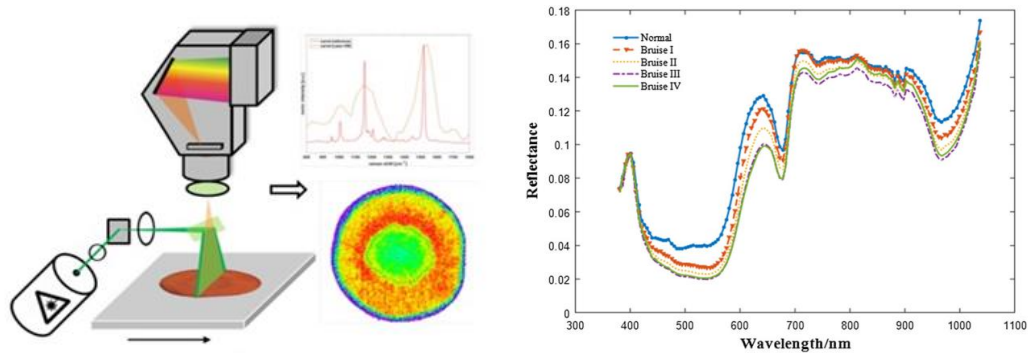 0.18
0.16
0.14
0.12
0.1
0.08
0.06
0.04
0.02
0
Reflectance
Normal
Bruise I
Bruise II
Bruise III
Bruise IV
300 400 500 600 700 800 900 1000 1100
Wavelength/nm